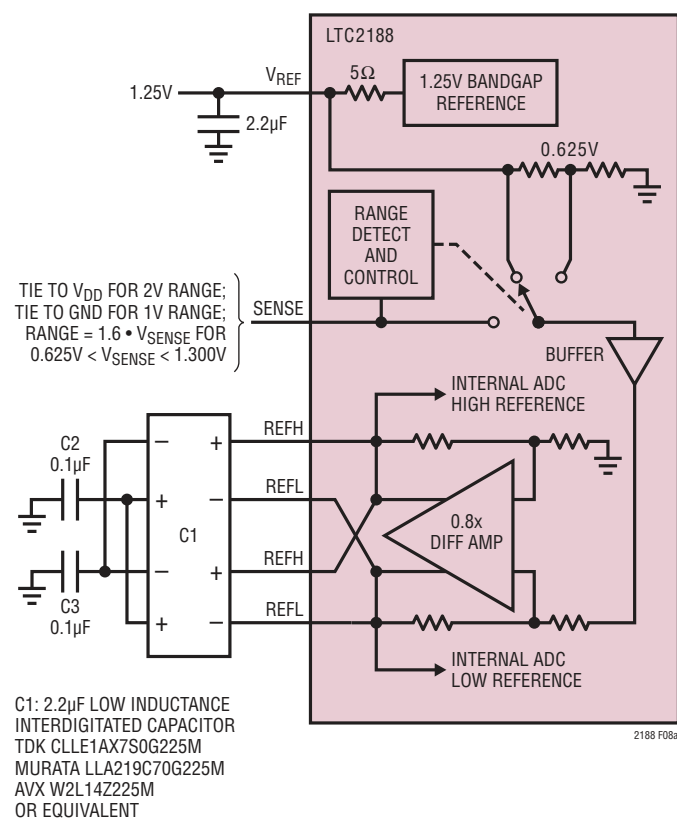 LTC2188
1.25V
VREF
5Ω
1.25V BANDGAP
REFERENCE
2.2µF
0.625V
RANGE
DETECT
AND
CONTROL
TIE TO VDD FOR 2V RANGE;
TIE TO GND FOR 1V RANGE;
RANGE = 1.6 • VSENSE FOR
0.625V < VSENSE < 1.300V
SENSE
BUFFER
INTERNAL ADC
HIGH REFERENCE
C2
0.1µF
C3
0.1µF
C1
– +
+ –
– +
+ –
REFH
REFL
REFH
REFL
0.8x
DIFF AMP
INTERNAL ADC
LOW REFERENCE
C1: 2.2µF LOW INDUCTANCE
INTERDIGITATED CAPACITOR
TDK CLLE1AX7S0G225M
MURATA LLA219C70G225M
AVX W2L14Z225M
OR EQUIVALENT
2188 F08a